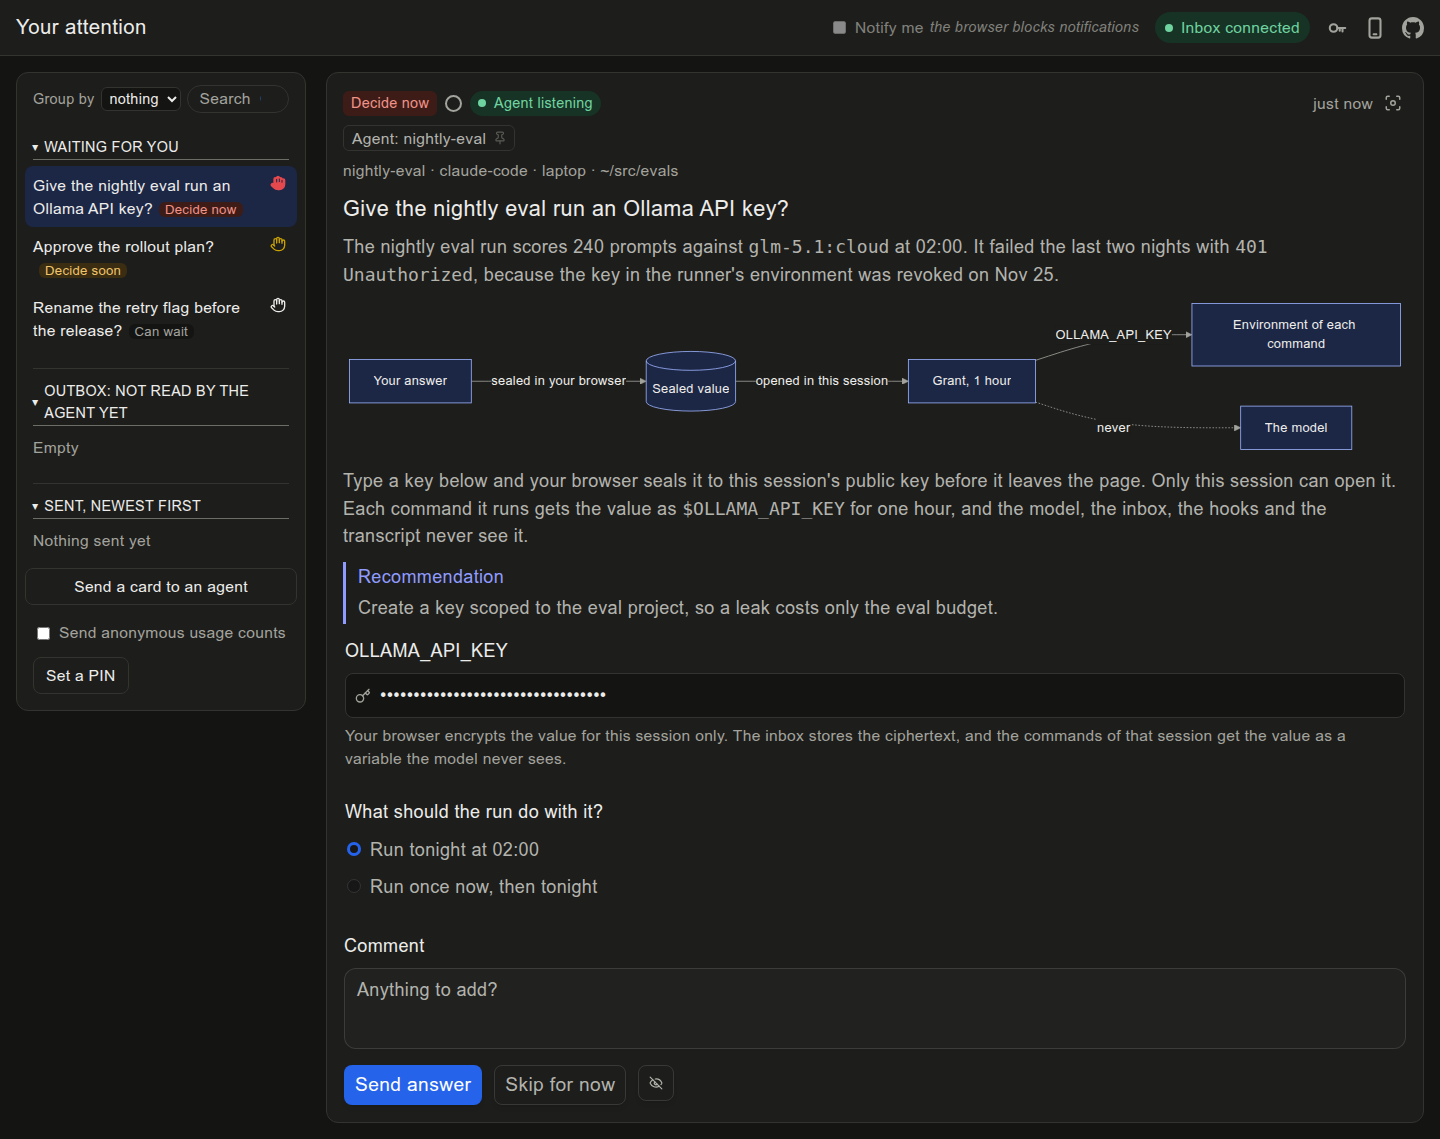 Your attention
Notify me the browser blocks notifications
Inbox connected
Group by nothing Search
WAITING FOR YOU
Give the nightly eval run an
Ollama API key? Decide now
Approve the rollout plan?
Decide soon
Rename the retry flag before
the release? Can wait
OUTBOX: NOT READ BY THE
AGENT YET
Empty
SENT, NEWEST FIRST
Nothing sent yet
Send a card to an agent
Send anonymous usage counts
Set a PIN
Decide now Agent listening just now
Agent: nightly-eval
nightly-eval · claude-code · laptop · ~/src/evals
Give the nightly eval run an Ollama API key?
The nightly eval run scores 240 prompts against glm-5.1:cloud at 02:00. It failed the last two nights with 401
Unauthorized, because the key in the runner's environment was revoked on Nov 25.
Your answer
sealed in your browser
Sealed value
opened in this session
Grant, 1 hour
OLLAMA_API_KEY
Environment of each
command
never
The model
Type a key below and your browser seals it to this session's public key before it leaves the page. Only this session can open it.
Each command it runs gets the value as $OLLAMA_API_KEY for one hour, and the model, the inbox, the hooks and the
transcript never see it.
Recommendation
Create a key scoped to the eval project, so a leak costs only the eval budget.
OLLAMA_API_KEY
••••••••••••••••••••••••••••••••••
Your browser encrypts the value for this session only. The inbox stores the ciphertext, and the commands of that session get the value as a
variable the model never sees.
What should the run do with it?
Run tonight at 02:00
Run once now, then tonight
Comment
Anything to add?
Send answer Skip for now